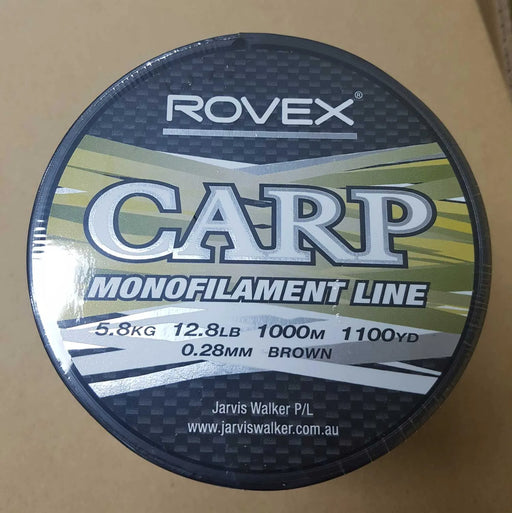 ROVEX®
CARP
MONOFILAMENT LINE
5.8KG 12.8LB 1000M 1100YD
0.28MM BROWN
Jarvis Walker P/L
www.jarviswalker.com.au